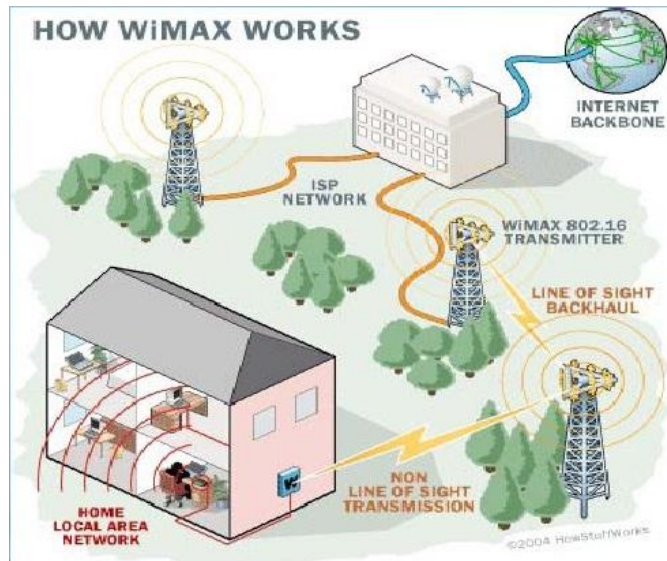 HOW WiMAX WORKS
INTERNET
BACKBONE
ISP
NETWORK
WiMAX 802.16
TRANSMITTER
LINE OF SIGHT
BACKHAUL
NON
LINE OF SIGHT
TRANSMISSION
HOME
LOCAL AREA
NETWORK
©2004 HowStuffWorks